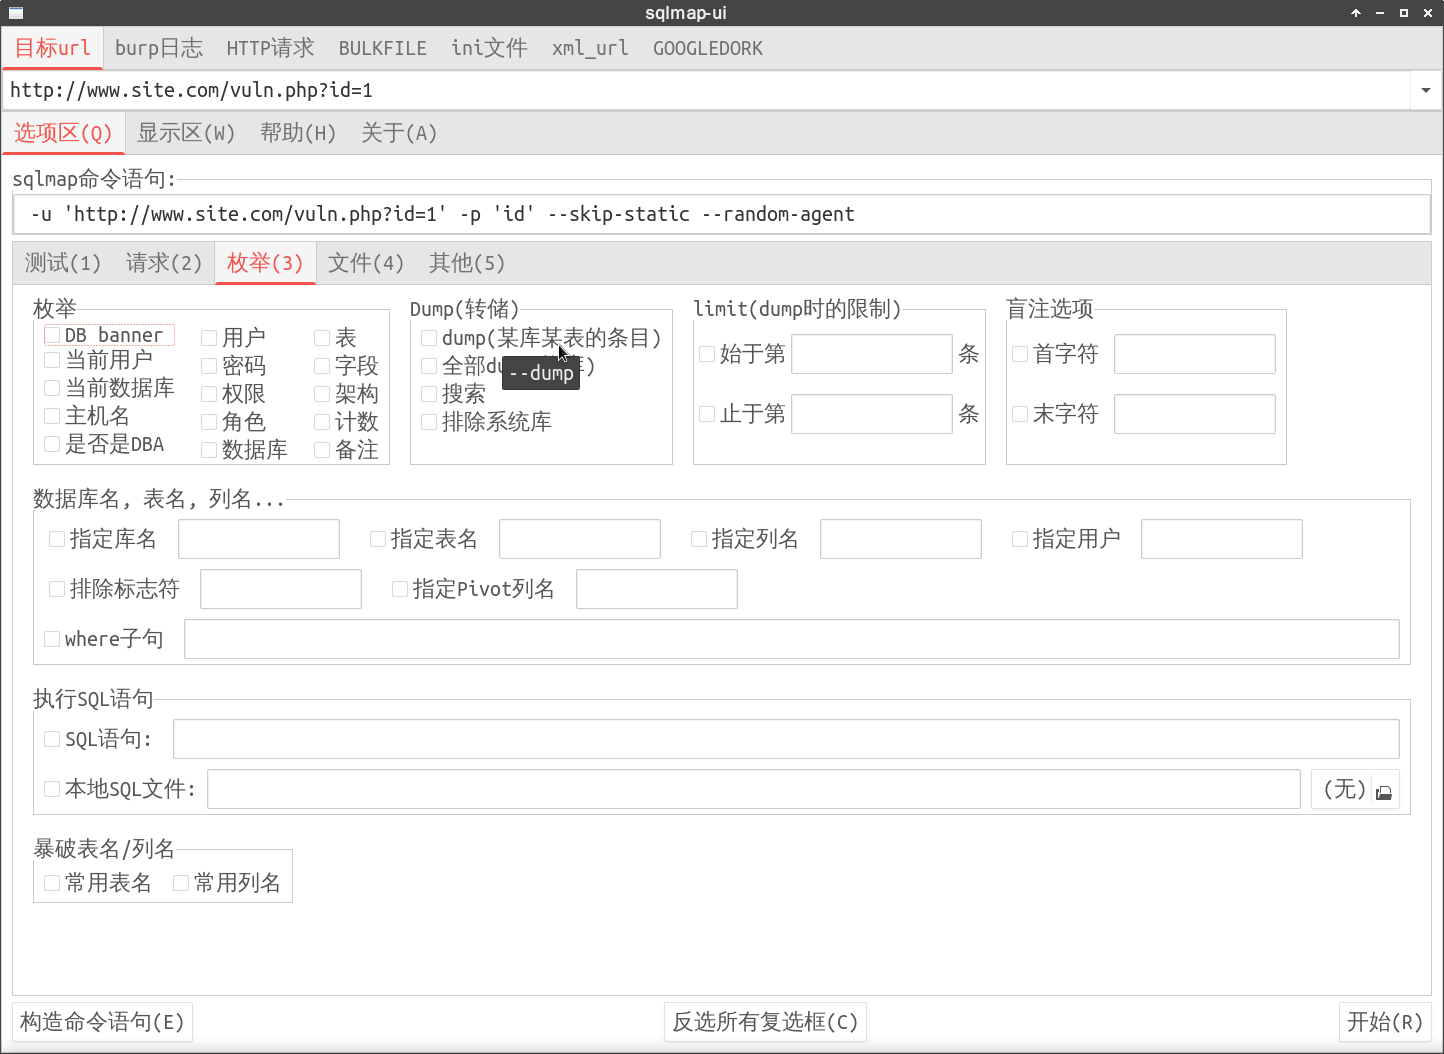 sqlmap-ui
目标url burp日志 HTTP请求 BULKFILE ini文件 xml_url GOOGLEDORK
http://www.site.com/vuln.php?id=1
选项区(Q) 显示区(W) 帮助(H) 关于(A)
sqlmap命令语句:
-u 'http://www.site.com/vuln.php?id=1' -p 'id' --skip-static --random-agent
测试(1) 请求(2) 枚举(3) 文件(4) 其他(5)
枚举
DB banner
当前用户
当前数据库
主机名
是否是DBA
用户
密码
权限
角色
数据库
表
字段
架构
计数
备注
Dump(转储)
dump(某库某表的条目)
全部
--dump
搜索
排除系统库
limit(dump时的限制)
始于第 条
止于第 条
盲注选项
首字符
末字符
数据库名, 表名, 列名...
指定库名 指定表名 指定列名 指定用户
排除标志符 指定Pivot列名
where子句
执行SQL语句
SQL语句:
本地SQL文件: (无)
暴破表名/列名
常用表名 常用列名
构造命令语句(E) 反选所有复选框(C) 开始(R)